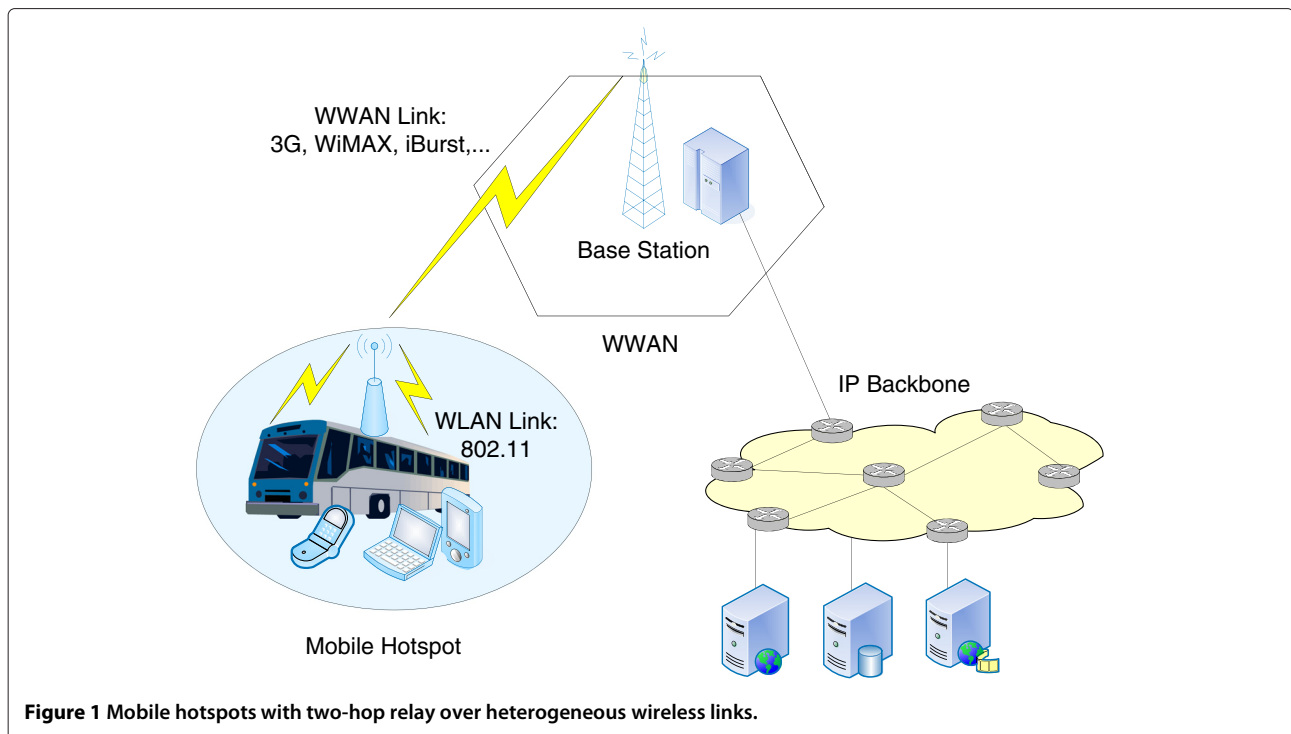 WWAN Link:
3G, WiMAX, iBurst,...
Base Station
WWAN
IP Backbone
WLAN Link:
802.11
Mobile Hotspot
Figure 1 Mobile hotspots with two-hop relay over heterogeneous wireless links.